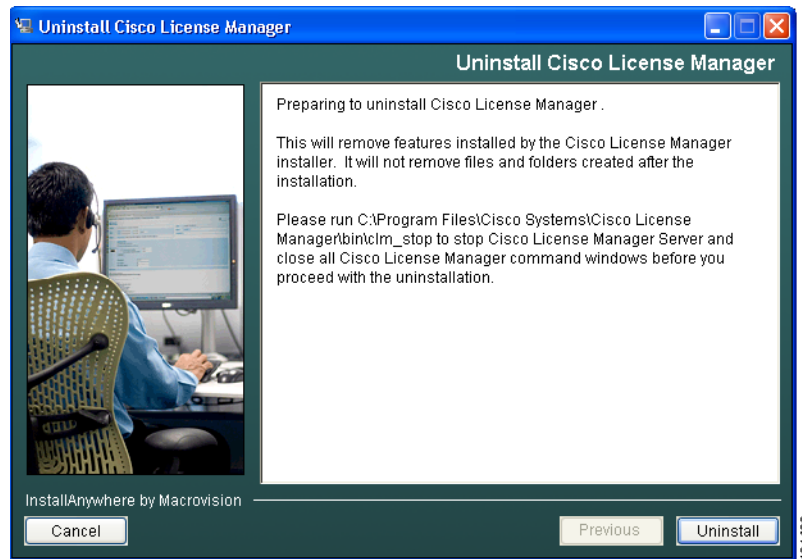 Uninstall Cisco License Manager
Uninstall Cisco License Manager
Preparing to uninstall Cisco License Manager .
This will remove features installed by the Cisco License Manager
installer. It will not remove files and folders created after the
installation.
Please run C:\Program Files\Cisco Systems\Cisco License
Manager\bin\clm_stop to stop Cisco License Manager Server and
close all Cisco License Manager command windows before you
proceed with the uninstallation.
InstallAnywhere by Macrovision
Cancel
Previous
Uninstall